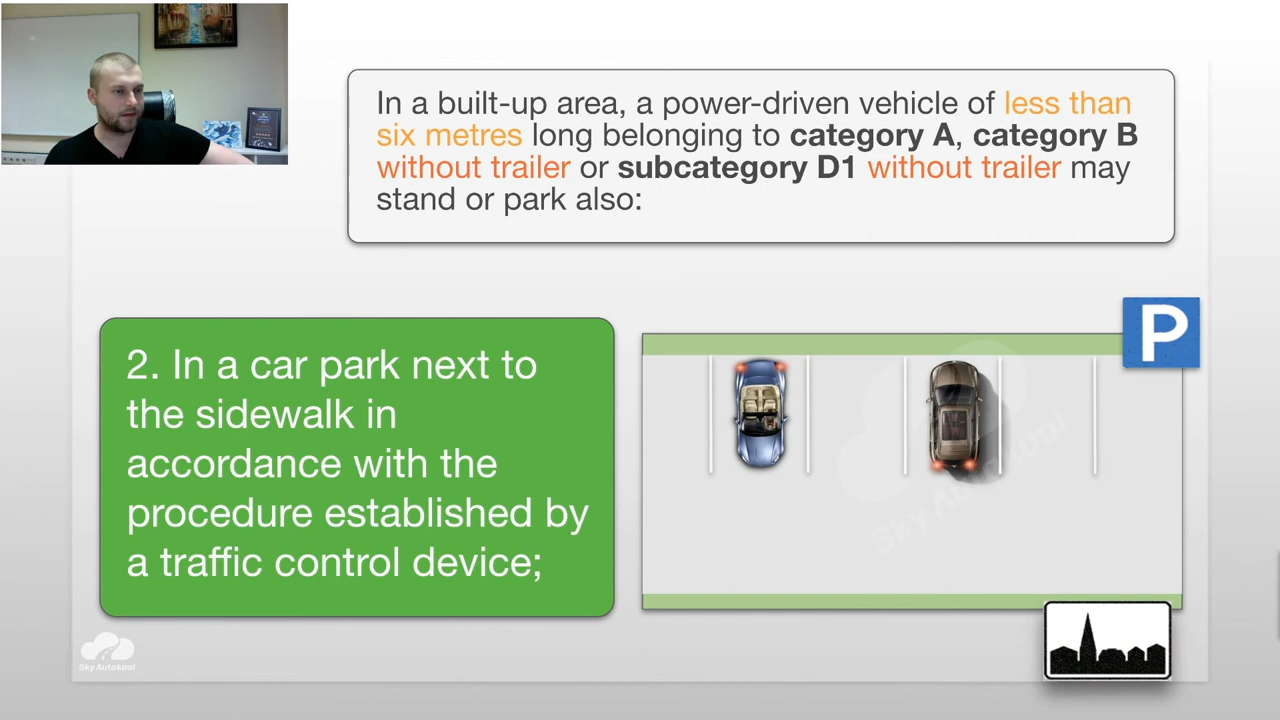 In a built-up area, a power-driven vehicle of less than
six metres long belonging to category A, category B
without trailer or subcategory D1 without trailer may
stand or park also:
P
2. In a car park next to
the sidewalk in
accordance with the
procedure established by
a traffic control device;
Sky Autokool
Sky Autokool